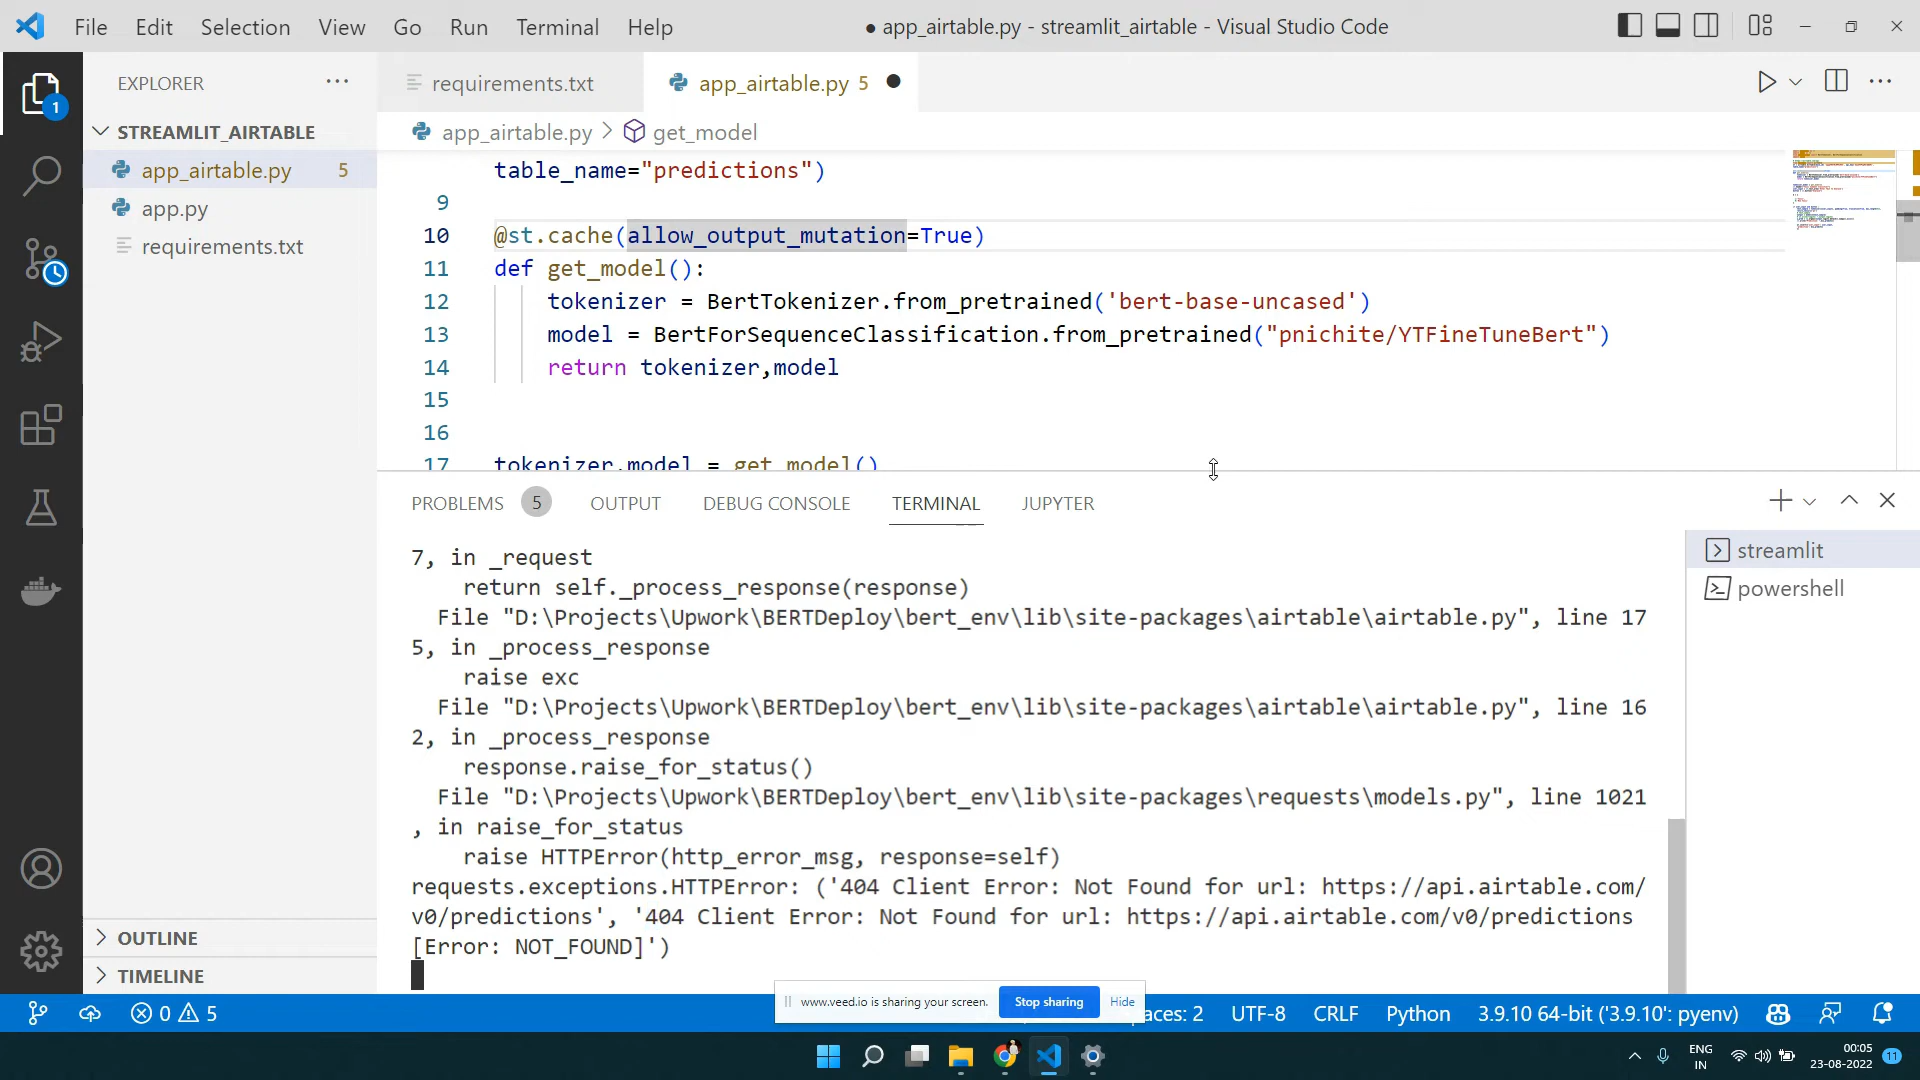 File Edit Selection View Go Run Terminal Help
● app_airtable.py - streamlit_airtable - Visual Studio Code
EXPLORER
STREAMLIT_AIRTABLE
app_airtable.py 5
app.py
requirements.txt
OUTLINE
TIMELINE
1
requirements.txt
app_airtable.py 5
app_airtable.py > get_model
table_name="predictions")
9
10 @st.cache(allow_output_mutation=True)
11 def get_model():
12 tokenizer = BertTokenizer.from_pretrained('bert-base-uncased')
13 model = BertForSequenceClassification.from_pretrained("pnichite/YTFineTuneBert")
14 return tokenizer,model
15
16
17 tokenizer,model = get_model()
PROBLEMS 5 OUTPUT DEBUG CONSOLE TERMINAL JUPYTER
7, in _request
return self._process_response(response)
File "D:\Projects\Upwork\BERTDeploy\bert_env\lib\site-packages\airtable\airtable.py", line 17
5, in _process_response
raise exc
File "D:\Projects\Upwork\BERTDeploy\bert_env\lib\site-packages\airtable\airtable.py", line 16
2, in _process_response
response.raise_for_status()
File "D:\Projects\Upwork\BERTDeploy\bert_env\lib\site-packages\requests\models.py", line 1021
, in raise_for_status
raise HTTPError(http_error_msg, response=self)
requests.exceptions.HTTPError: ('404 Client Error: Not Found for url: https://api.airtable.com/
v0/predictions', '404 Client Error: Not Found for url: https://api.airtable.com/v0/predictions
[Error: NOT_FOUND]')
streamlit
powershell
www.veed.io is sharing your screen. Stop sharing Hide
0 5
aces: 2 UTF-8 CRLF Python 3.9.10 64-bit ('3.9.10': pyenv)
ENG
IN
00:05
23-08-2022
11